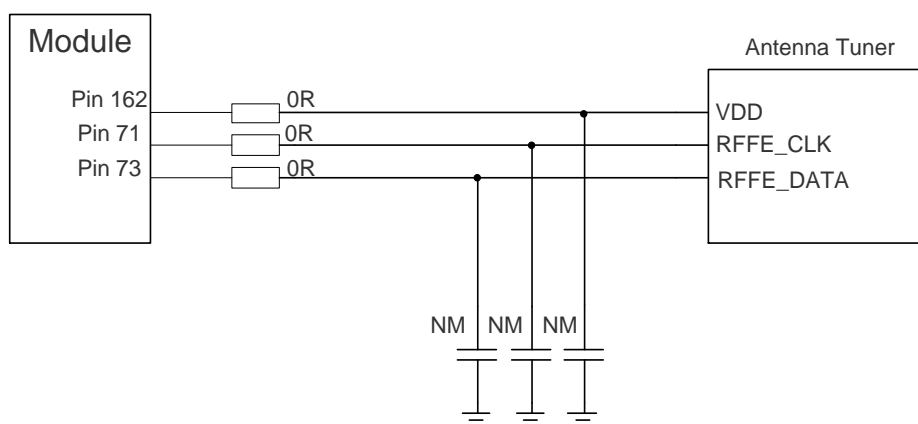 Module
Antenna Tuner
Pin 162
0R
VDD
Pin 71
0R
RFFE_CLK
Pin 73
0R
RFFE_DATA
NM
NM
NM